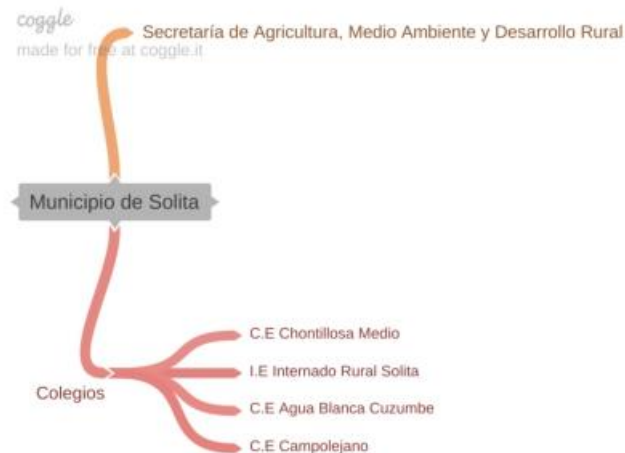 coggle
made for free at coggle.it
Secretaría de Agricultura, Medio Ambiente y Desarrollo Rural
Municipio de Solita
Colegios
C.E Chontillosa Medio
I.E Internado Rural Solita
C.E Agua Blanca Cuzumbe
C.E Campolejano